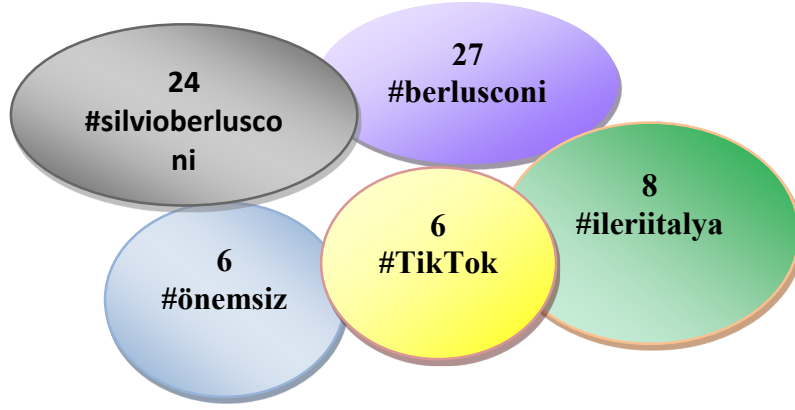 24
#silvioberlusco
ni
27
#berlusconi
8
#ileriitalya
6
#TikTok
6
#önemsiz